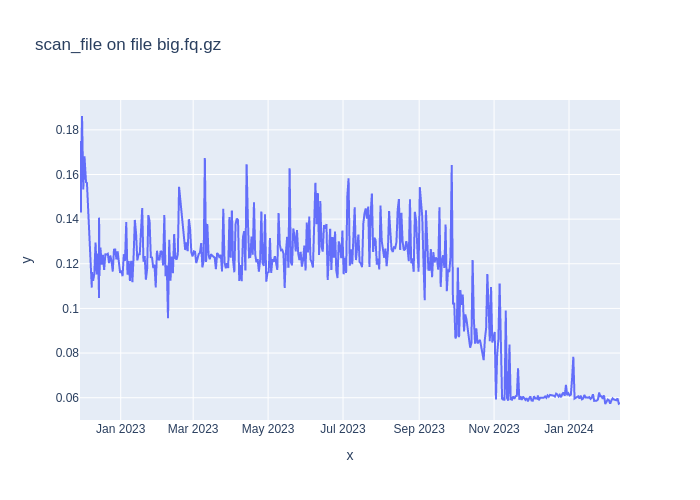 scan_file on file big.fq.gz
0.18
0.16
0.14
0.12
0.1
0.08
0.06
y
Jan 2023
Mar 2023
May 2023
Jul 2023
Sep 2023
Nov 2023
Jan 2024
x